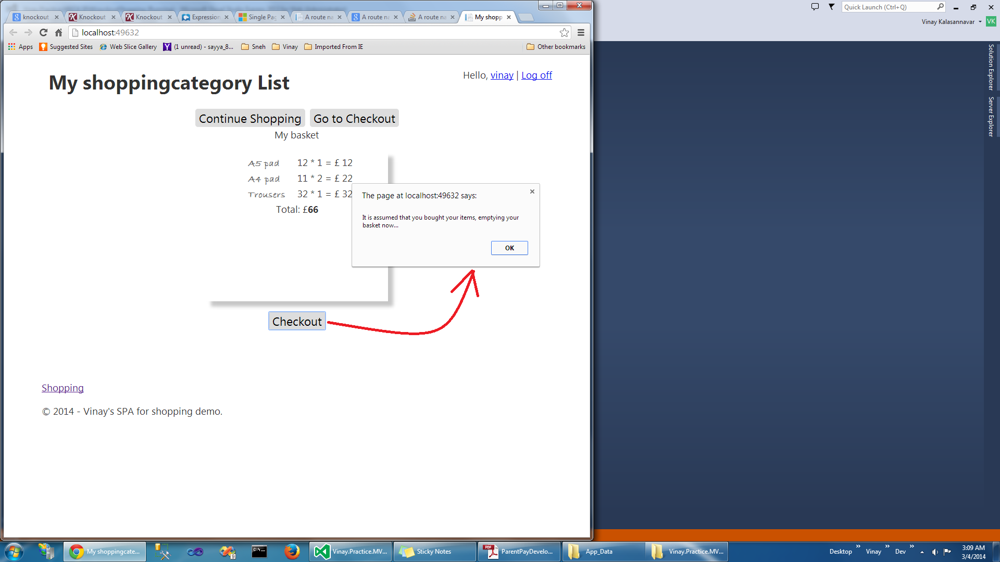 knockout
Knockout
Knockout
Expression
Single Pag
A route na
A route na
A route na
My shopp
localhost:49632
Apps
Suggested Sites
Web Slice Gallery
(1 unread) - sayya_8...
Sneh
Vinay
Imported From IE
Other bookmarks
Quick Launch (Ctrl+Q)
Vinay Kalasannavar
VK
Solution Explorer
Server Explorer
My shoppingcategory List
Hello, vinay | Log off
Continue Shopping
Go to Checkout
My basket
A5 pad 12 * 1 = £ 12
A4 pad 11 * 2 = £ 22
Trousers 32 * 1 = £ 32
Total: £66
The page at localhost:49632 says:
It is assumed that you bought your items, emptying your
basket now...
OK
Checkout
Shopping
© 2014 - Vinay's SPA for shopping demo.
My shoppingcate...
C:\_
9
Vinay.Practice.MV...
Sticky Notes
PDF
ParentPayDevelo...
App_Data
Vinay.Practice.MV...
Desktop
Vinay
Dev
3:09 AM
3/4/2014